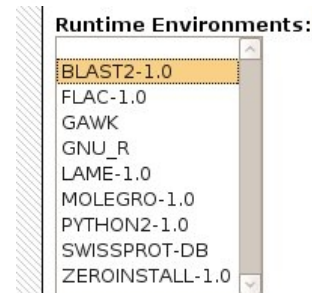 Runtime Environments:
BLAST2-1.0
FLAC-1.0
GAWK
GNU_R
LAME-1.0
MOLEGRO-1.0
PYTHON2-1.0
SWISSPROT-DB
ZEROINSTALL-1.0